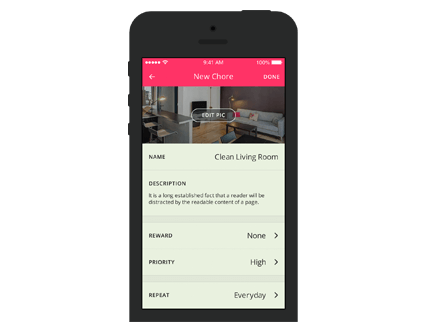 9:41 AM 100%
New Chore DONE
EDIT PIC
NAME Clean Living Room
DESCRIPTION
It is a long established fact that a reader will be
distracted by the readable content of a page.
REWARD None
PRIORITY High
REPEAT Everyday